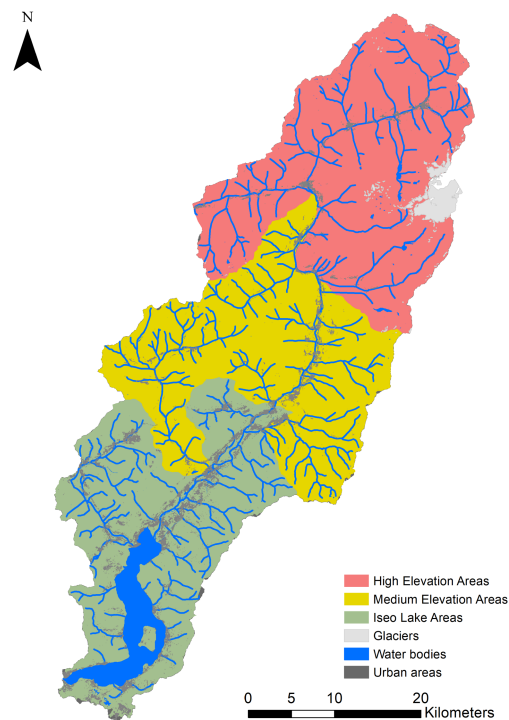 N
High Elevation Areas
Medium Elevation Areas
Iseo Lake Areas
Glaciers
Water bodies
Urban areas
0 5 10 20
Kilometers